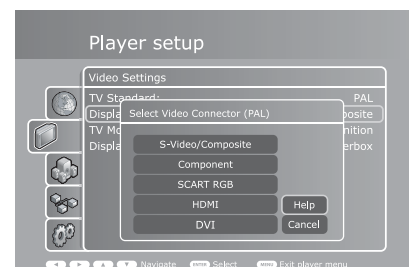 Player setup
Video Settings
TV Standard: PAL
Displa posite
TV Mo nition
Displa erbox
Select Video Connector (PAL)
S-Video/Composite
Component
SCART RGB
HDMI
Help
DVI
Cancel
Navigate ENTER Select MENU Exit player menu